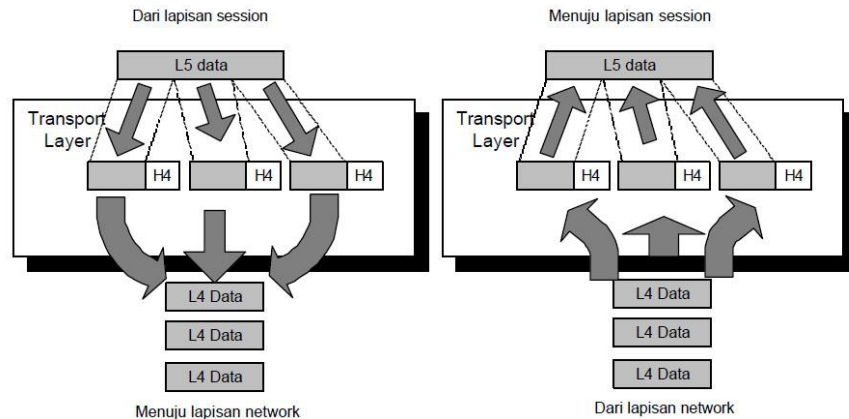 Dari lapisan session
L5 data
Transport
Layer
H4
H4
H4
L4 Data
L4 Data
L4 Data
Menuju lapisan network
Menuju lapisan session
L5 data
Transport
Layer
H4
H4
H4
L4 Data
L4 Data
L4 Data
Dari lapisan network